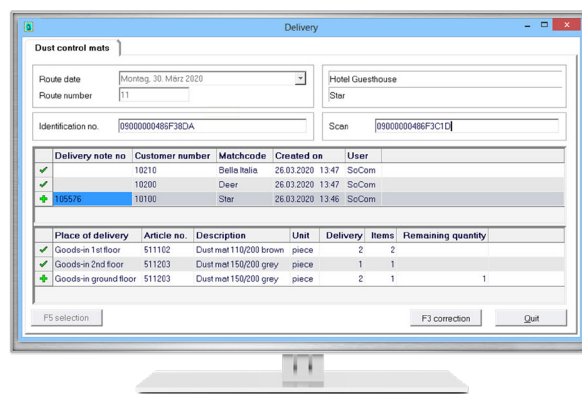 Delivery
Dust control mats
Route date Montag, 30. März 2020
Route number 11
Hotel Guesthouse
Star
Identification no. 09000000486F38DA
Scan 09000000486F3C1D
Delivery note no Customer number Matchcode Created on User
10210 Bella Italia 26.03.2020 13:47 SoCom
10200 Deer 26.03.2020 13:47 SoCom
105576 10100 Star 26.03.2020 13:46 SoCom
Place of delivery Article no. Description Unit Delivery Items Remaining quantity
Goods-in 1st floor 511102 Dust mat 110/200 brown piece 2 2
Goods-in 2nd floor 511203 Dust mat 150/200 grey piece 1 1
Goods-in ground floor 511203 Dust mat 150/200 grey piece 2 1 1
F5 selection
F3 correction
Quit